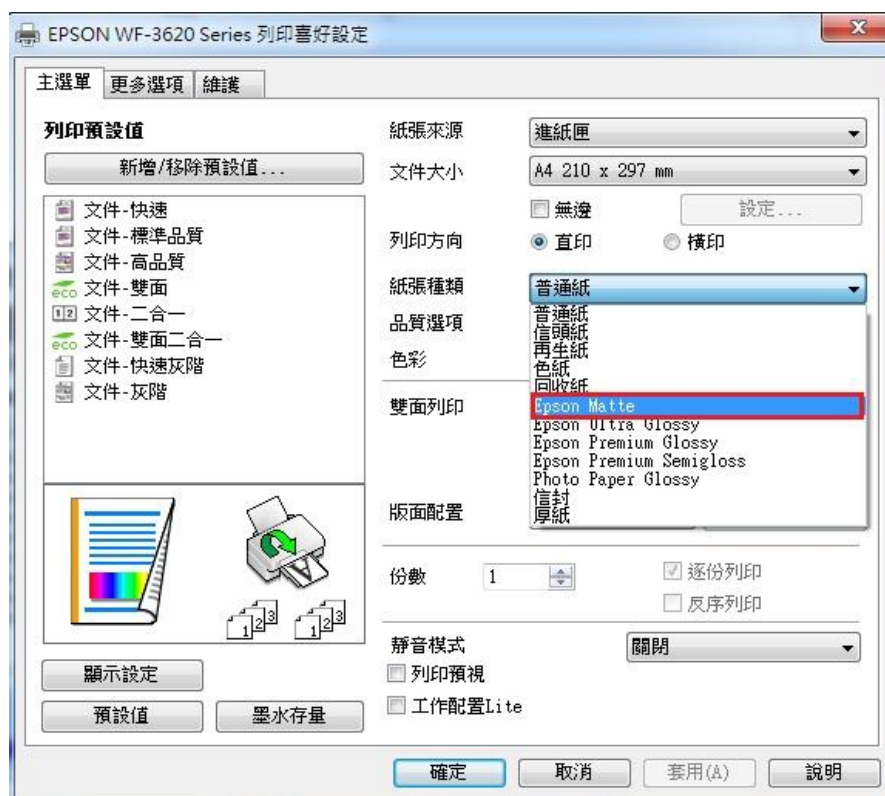 EPSON WF-3620 Series 列印喜好設定
主選單 更多選項 維護
列印預設值
新增/移除預設值...
文件-快速
文件-標準品質
文件-高品質
eco 文件-雙面
1 2 文件-二合一
eco 文件-雙面二合一
文件-快速灰階
文件-灰階
1 2 3 1 2 3
顯示設定
預設值 墨水存量
紙張來源 進紙匣
文件大小 A4 210 x 297 mm
無邊 設定...
列印方向 直印 橫印
紙張種類 普通紙
品質選項
色彩
雙面列印
版面配置
普通紙
信頭紙
再生紙
色紙
回收紙
Epson Matte
Epson Ultra Glossy
Epson Premium Glossy
Epson Premium Semigloss
Photo Paper Glossy
信封
厚紙
份數 1 逐份列印
反序列印
靜音模式 關閉
列印預視
工作配置Lite
確定 取消 套用(A) 說明